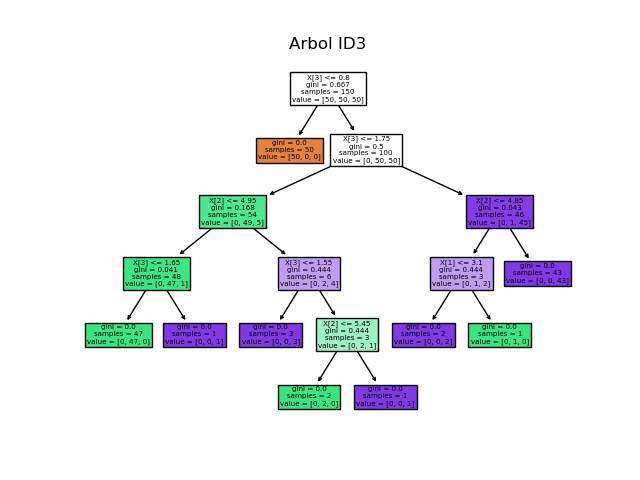 Arbol ID3
X[3] <= 0.8
gini = 0.667
samples = 150
value = [50, 50, 50]
gini = 0.0
samples = 50
value = [50, 0, 0]
X[3] <= 1.75
gini = 0.5
samples = 100
value = [0, 50, 50]
X[2] <= 4.95
gini = 0.168
samples = 54
value = [0, 49, 5]
X[2] <= 4.85
gini = 0.043
samples = 46
value = [0, 1, 45]
X[3] <= 1.65
gini = 0.041
samples = 48
value = [0, 47, 1]
X[3] <= 1.55
gini = 0.444
samples = 6
value = [0, 2, 4]
X[1] <= 3.1
gini = 0.444
samples = 3
value = [0, 1, 2]
gini = 0.0
samples = 43
value = [0, 0, 43]
gini = 0.0
samples = 47
value = [0, 47, 0]
gini = 0.0
samples = 1
value = [0, 0, 1]
gini = 0.0
samples = 3
value = [0, 0, 3]
X[2] <= 5.45
gini = 0.444
samples = 3
value = [0, 2, 1]
gini = 0.0
samples = 2
value = [0, 0, 2]
gini = 0.0
samples = 1
value = [0, 1, 0]
gini = 0.0
samples = 2
value = [0, 2, 0]
gini = 0.0
samples = 1
value = [0, 0, 1]